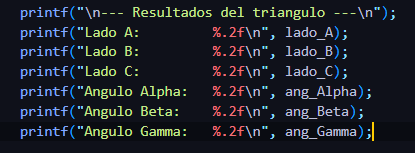 printf("\n--- Resultados del triangulo ---\n");
printf("Lado A:       %.2f\n", lado_A);
printf("Lado B:       %.2f\n", lado_B);
printf("Lado C:       %.2f\n", lado_C);
printf("Angulo Alpha:   %.2f\n", ang_Alpha);
printf("Angulo Beta:    %.2f\n", ang_Beta);
printf("Angulo Gamma:   %.2f\n", ang_Gamma);